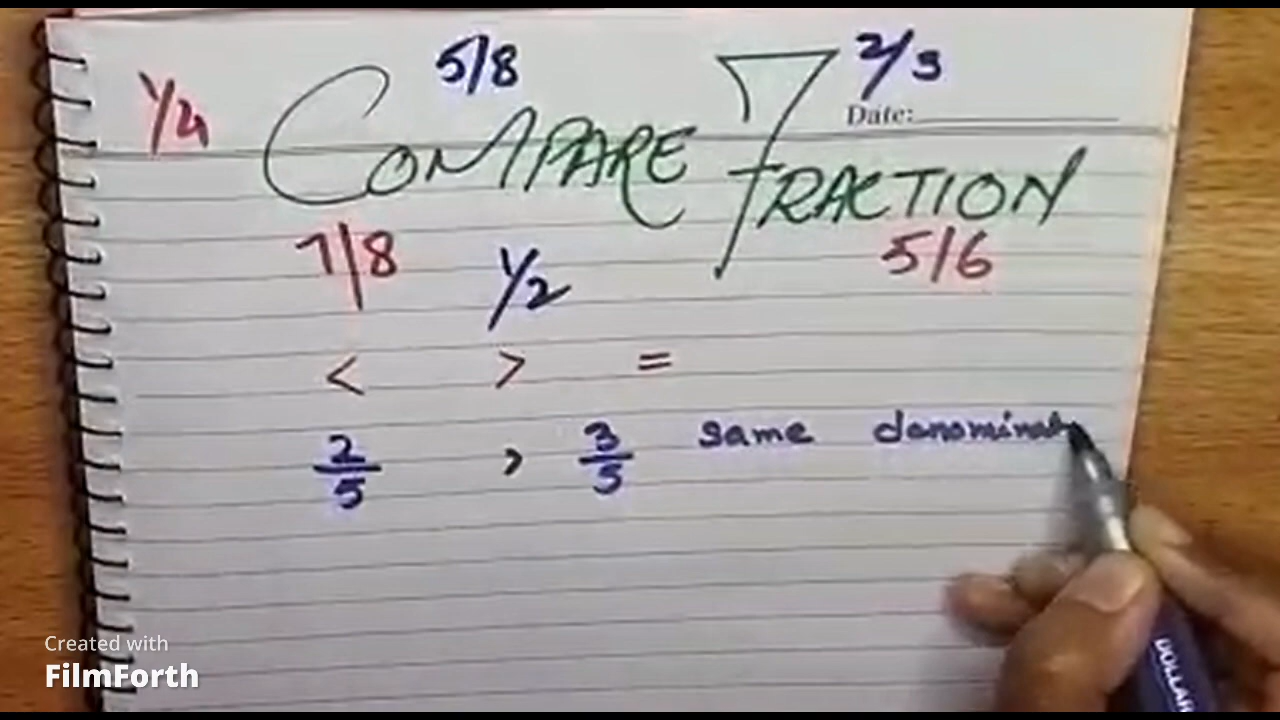 5/8 2/3
1/4
Date:
COMPARE FRACTION
7/8 1/2 5/6
< > =
2/5 > 3/5 same denominat
Created with
FilmForth
DOLLAR